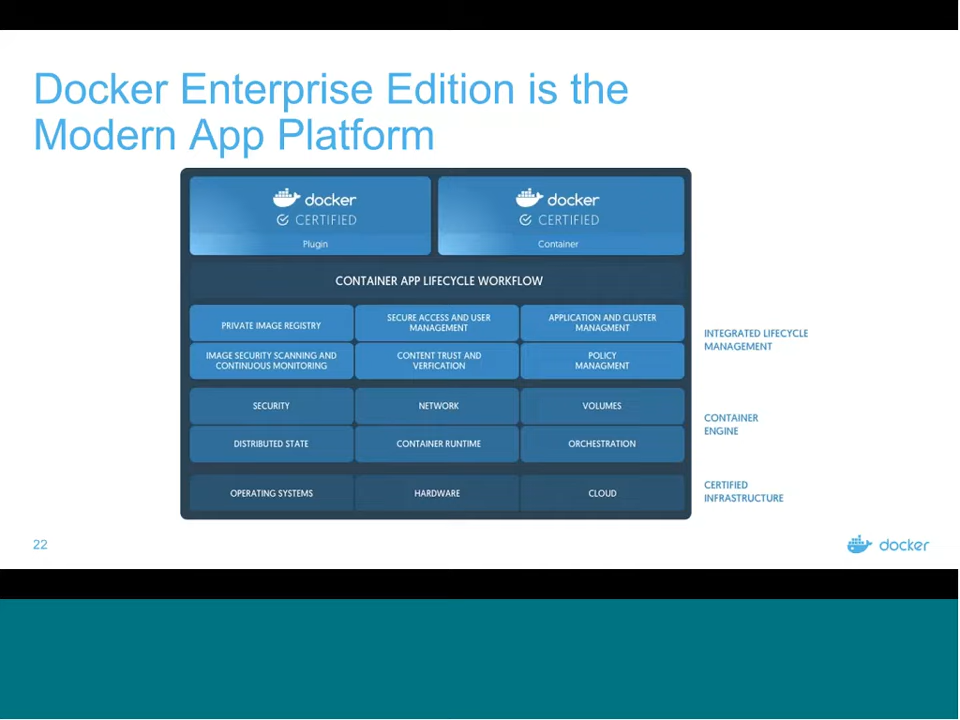 Docker Enterprise Edition is the
Modern App Platform
docker
CERTIFIED
Plugin
docker
CERTIFIED
Container
CONTAINER APP LIFECYCLE WORKFLOW
PRIVATE IMAGE REGISTRY
SECURE ACCESS AND USER
MANAGEMENT
APPLICATION AND CLUSTER
MANAGMENT
IMAGE SECURITY SCANNING AND
CONTINUOUS MONITORING
CONTENT TRUST AND
VERFICATION
POLICY
MANAGMENT
INTEGRATED LIFECYCLE
MANAGEMENT
SECURITY
NETWORK
VOLUMES
DISTRIBUTED STATE
CONTAINER RUNTIME
ORCHESTRATION
CONTAINER
ENGINE
OPERATING SYSTEMS
HARDWARE
CLOUD
CERTIFIED
INFRASTRUCTURE
22
docker